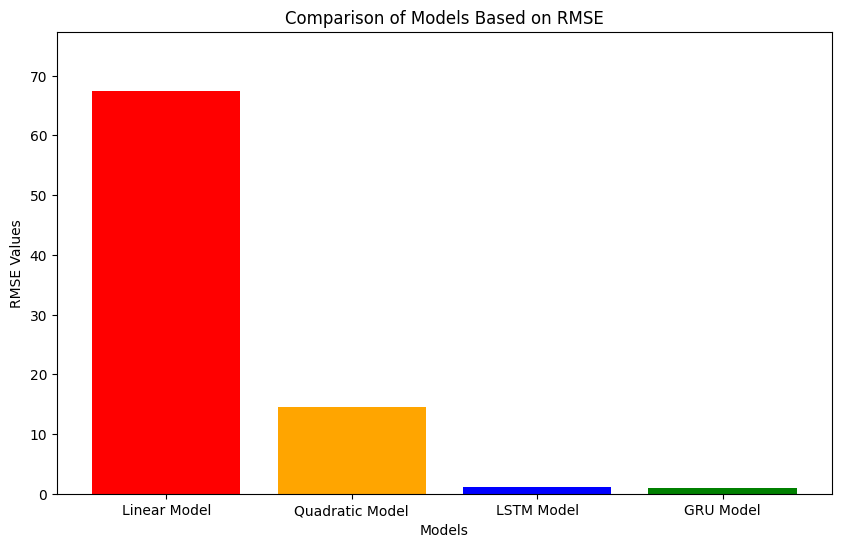 Comparison of Models Based on RMSE
RMSE Values
70
60
50
40
30
20
10
0
Linear Model
Quadratic Model
LSTM Model
GRU Model
Models